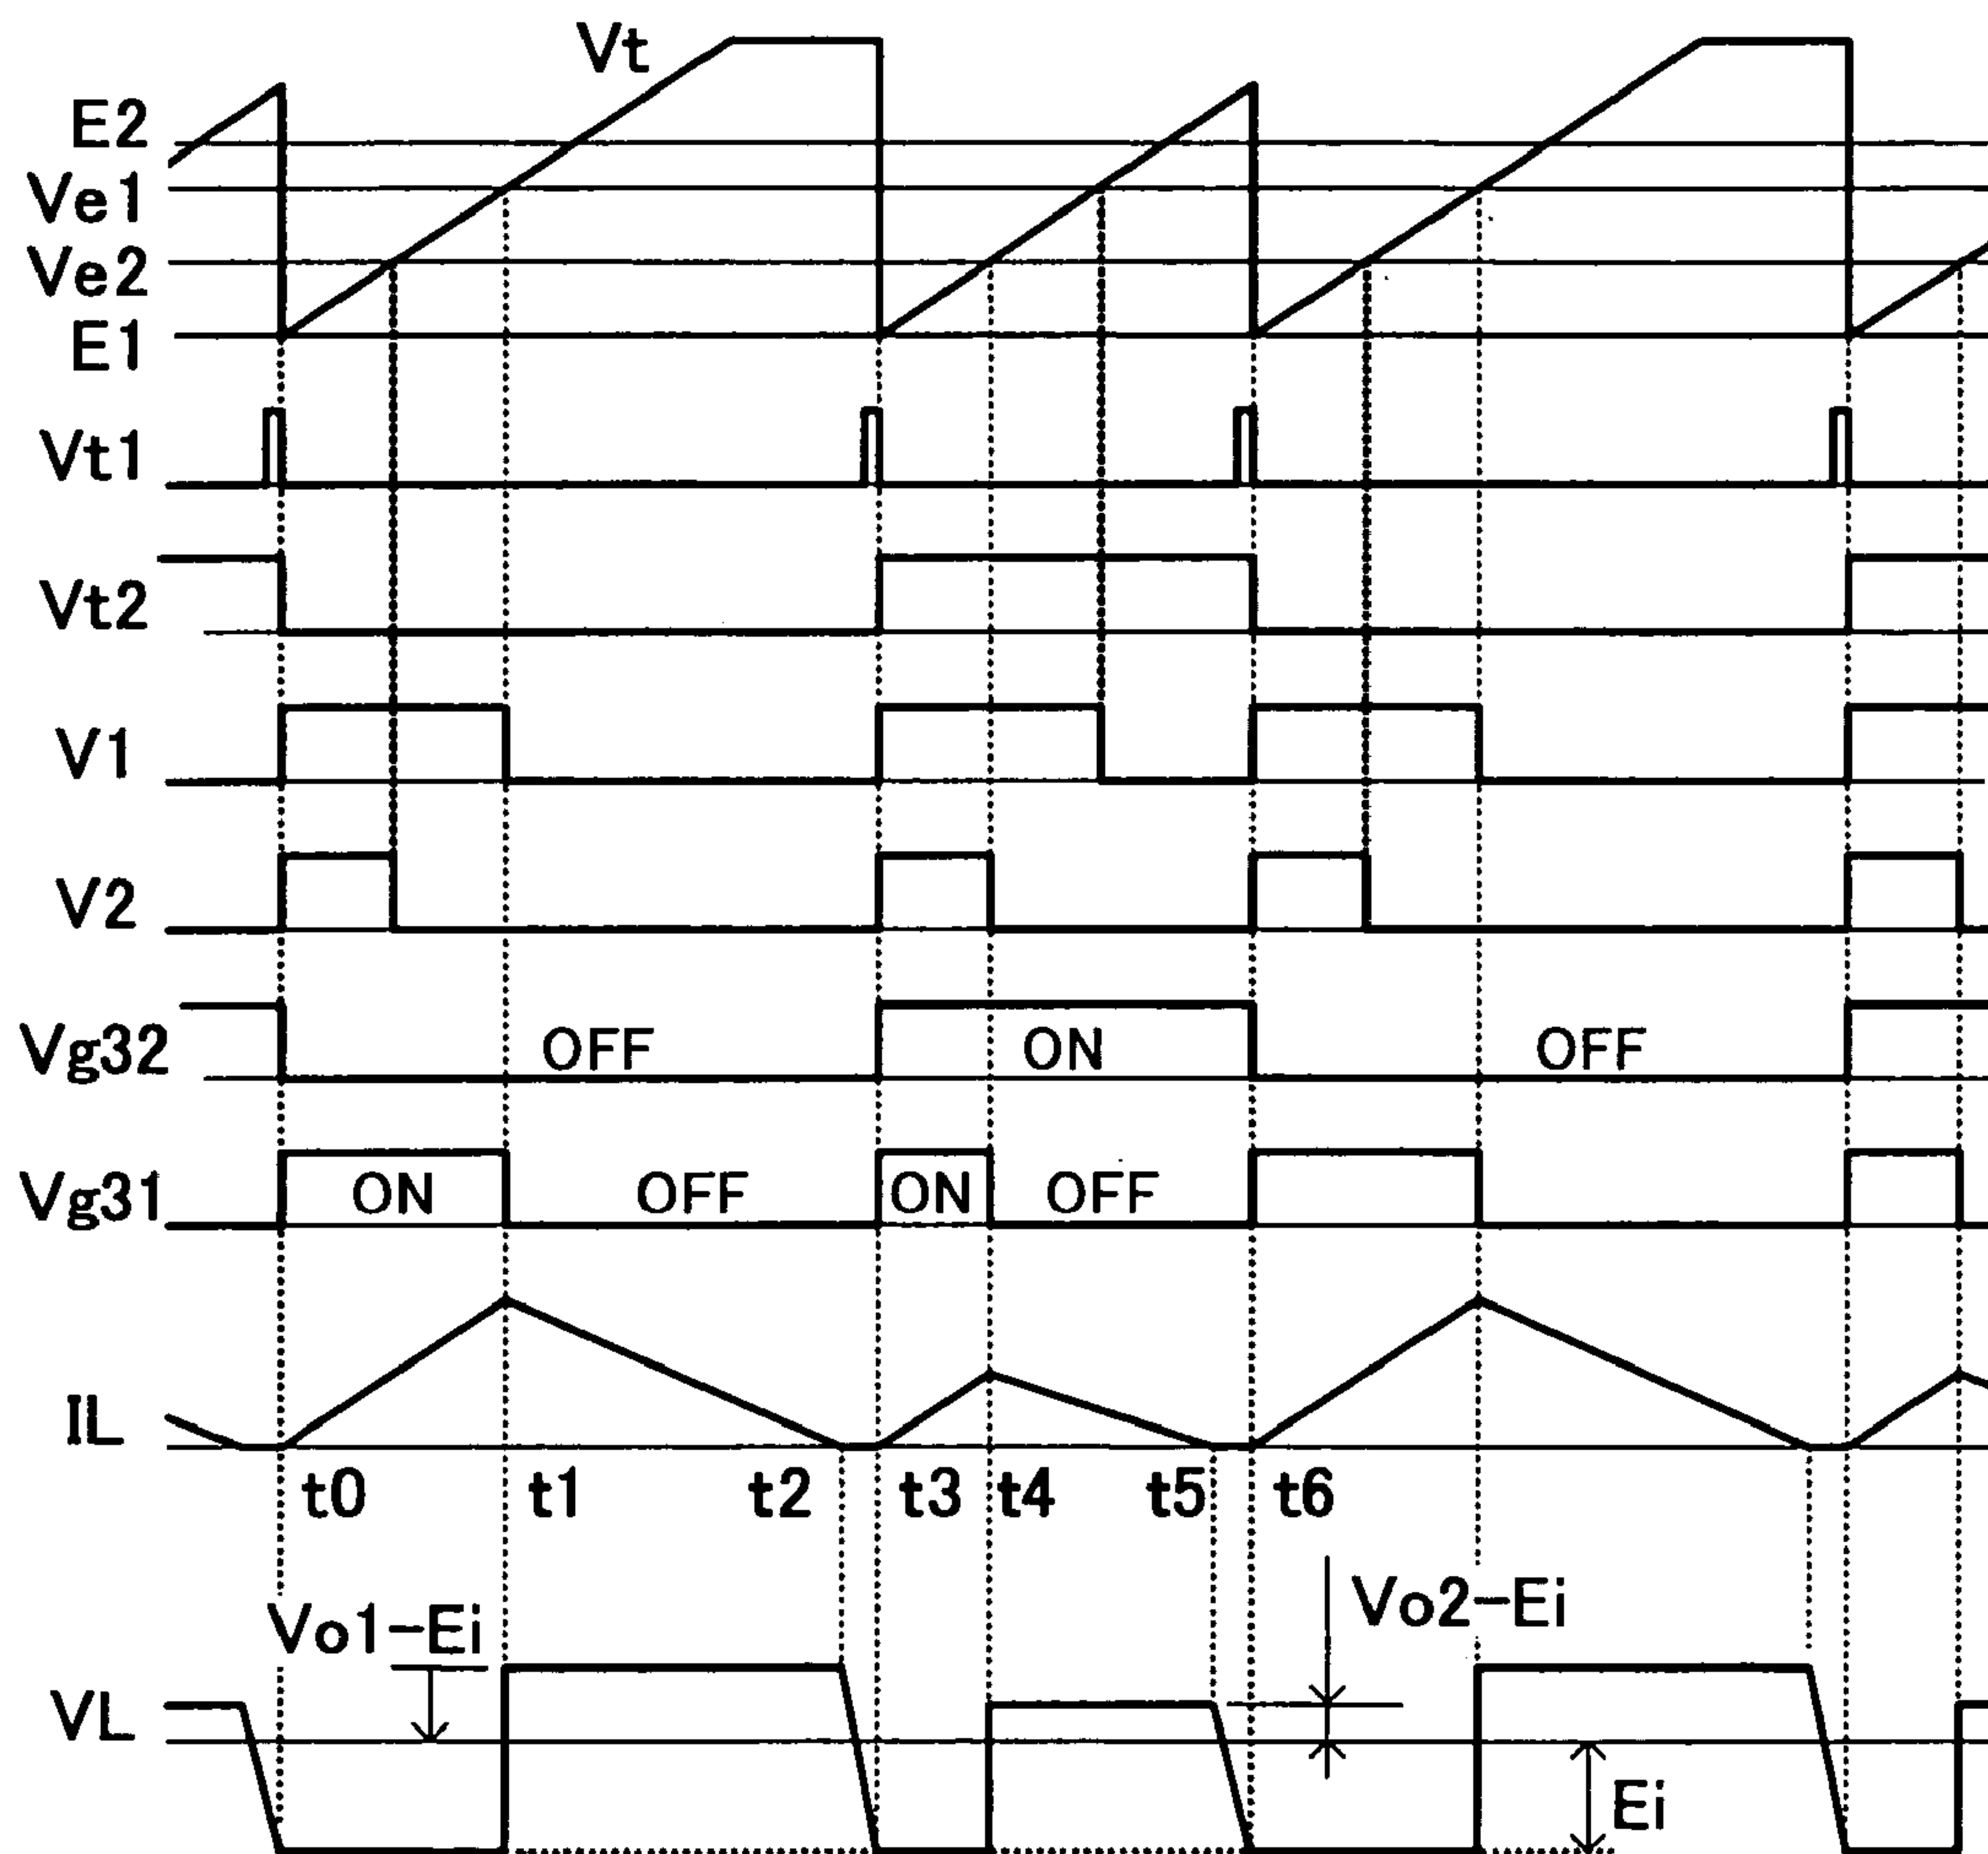 Vt
E2
Ve1
Ve2
E1
Vt1
Vt2
V1
V2
Vg32 OFF ON OFF
Vg31 ON OFF ON OFF
IL
t0 t1 t2 t3 t4 t5 t6
Vo1-Ei Vo2-Ei
VL
Ei